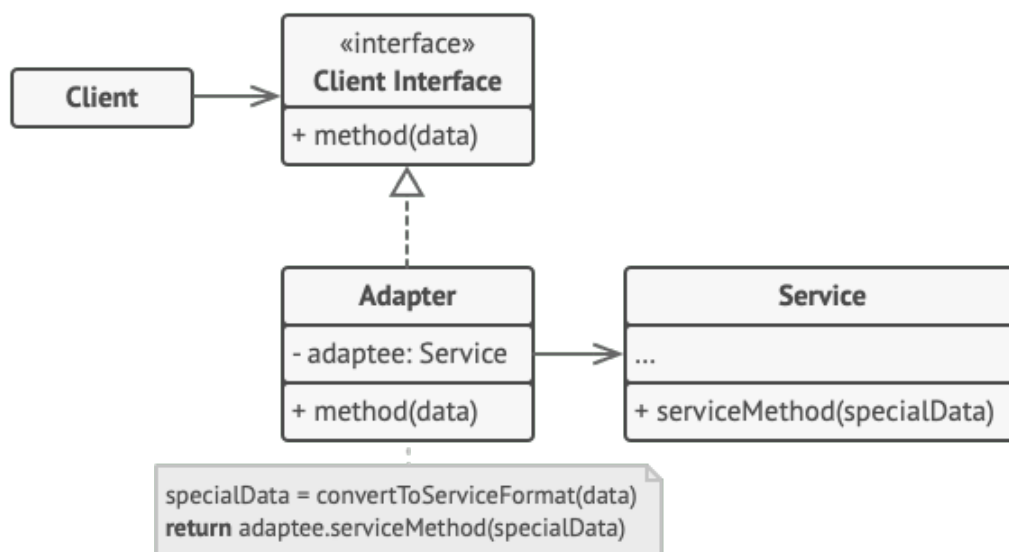 «interface»
Client Interface
Client
+ method(data)
Adapter
- adaptee: Service
+ method(data)
Service
...
+ serviceMethod(specialData)
specialData = convertToServiceFormat(data)
return adaptee.serviceMethod(specialData)